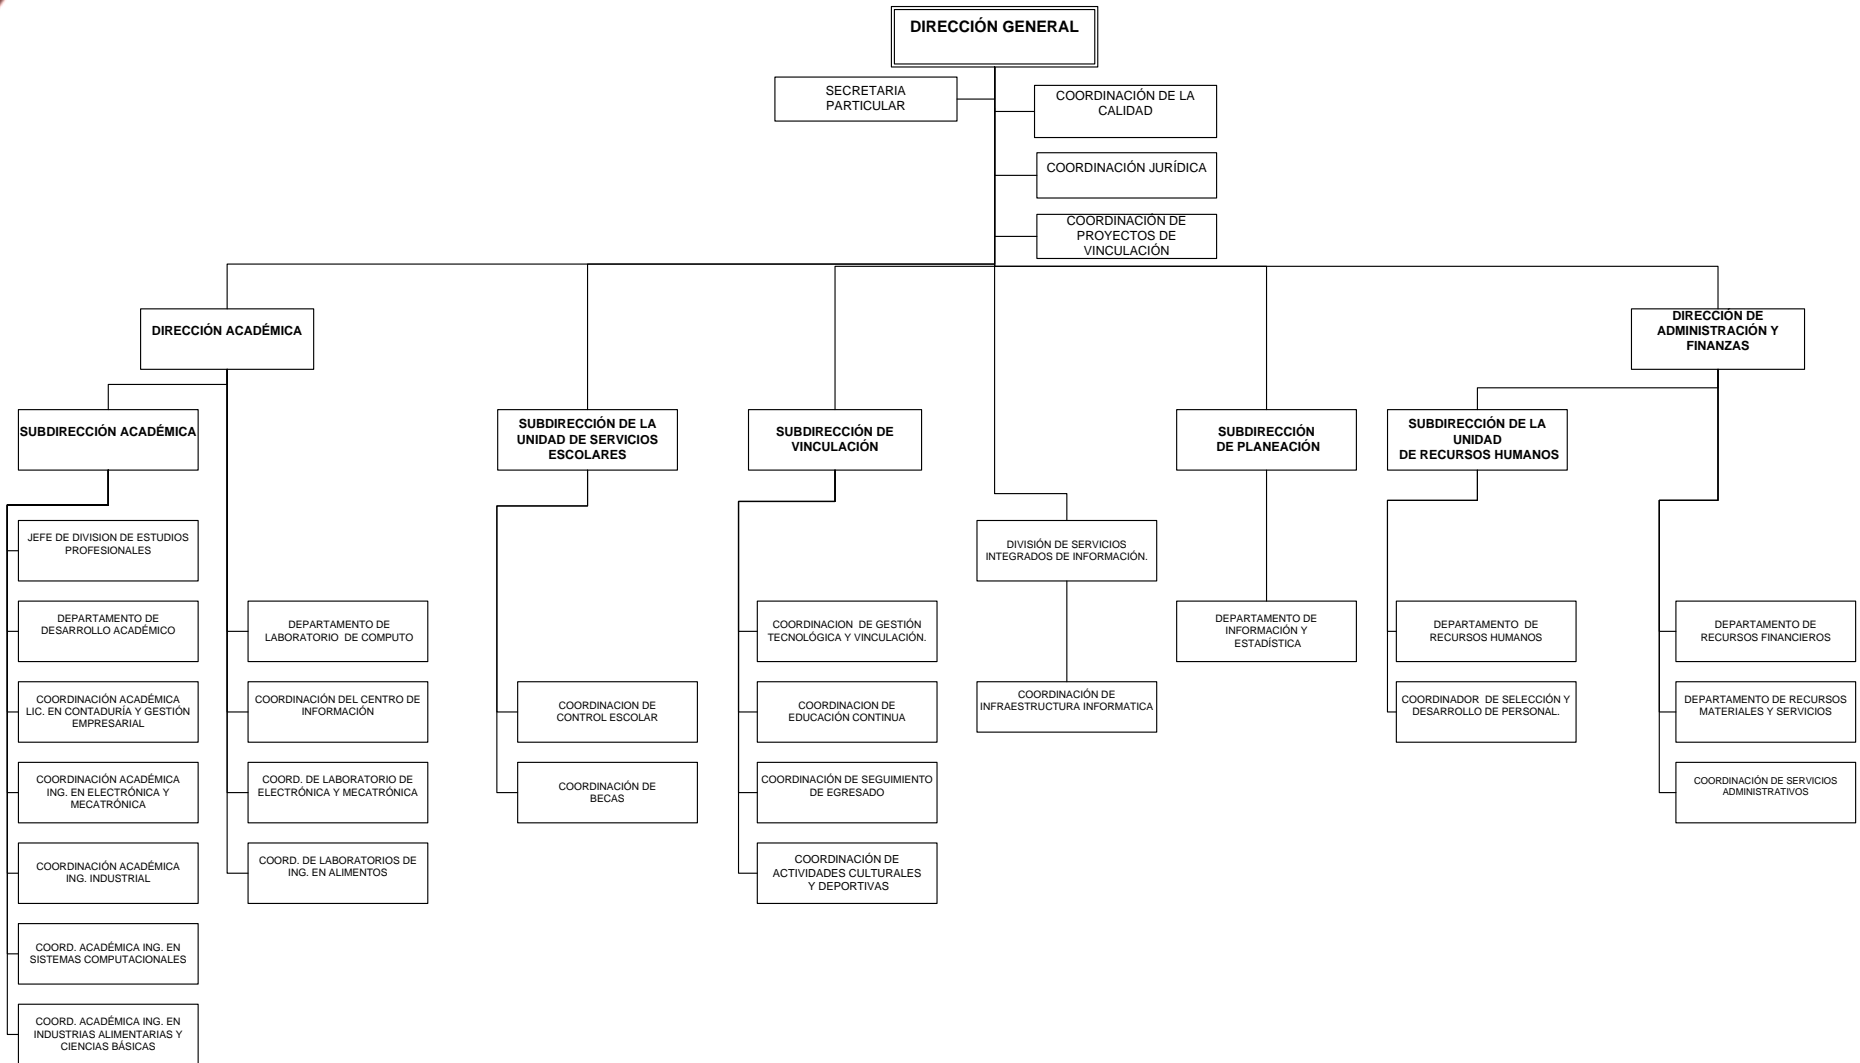 DIRECCIÓN GENERAL
SECRETARIA
PARTICULAR
COORDINACIÓN DE LA
CALIDAD
COORDINACIÓN JURÍDICA
COORDINACIÓN DE
PROYECTOS DE
VINCULACIÓN
DIRECCIÓN ACADÉMICA
DIRECCIÓN DE
ADMINISTRACIÓN Y
FINANZAS
SUBDIRECCIÓN ACADÉMICA
SUBDIRECCIÓN DE LA
UNIDAD DE SERVICIOS
ESCOLARES
SUBDIRECCIÓN DE
VINCULACIÓN
SUBDIRECCIÓN
DE PLANEACIÓN
SUBDIRECCIÓN DE LA
UNIDAD
DE RECURSOS HUMANOS
JEFE DE DIVISION DE ESTUDIOS
PROFESIONALES
DIVISIÓN DE SERVICIOS
INTEGRADOS DE INFORMACIÓN.
DEPARTAMENTO DE
DESARROLLO ACADÉMICO
DEPARTAMENTO DE
LABORATORIO DE COMPUTO
COORDINACION DE GESTIÓN
TECNOLÓGICA Y VINCULACIÓN.
DEPARTAMENTO DE
INFORMACIÓN Y
ESTADÍSTICA
DEPARTAMENTO DE
RECURSOS HUMANOS
DEPARTAMENTO DE
RECURSOS FINANCIEROS
COORDINACIÓN ACADÉMICA
LIC. EN CONTADURÍA Y GESTIÓN
EMPRESARIAL
COORDINACIÓN DEL CENTRO DE
INFORMACIÓN
COORDINACION DE
CONTROL ESCOLAR
COORDINACION DE
EDUCACIÓN CONTINUA
COORDINACIÓN DE
INFRAESTRUCTURA INFORMATICA
COORDINADOR DE SELECCIÓN Y
DESARROLLO DE PERSONAL.
DEPARTAMENTO DE RECURSOS
MATERIALES Y SERVICIOS
COORDINACIÓN ACADÉMICA
ING. EN ELECTRÓNICA Y
MECATRÓNICA
COORD. DE LABORATORIO DE
ELECTRÓNICA Y MECATRÓNICA
COORDINACIÓN DE
BECAS
COORDINACIÓN DE SEGUIMIENTO
DE EGRESADO
COORDINACIÓN DE SERVICIOS
ADMINISTRATIVOS
COORDINACIÓN ACADÉMICA
ING. INDUSTRIAL
COORD. DE LABORATORIOS DE
ING. EN ALIMENTOS
COORDINACIÓN DE
ACTIVIDADES CULTURALES
Y DEPORTIVAS
COORD. ACADÉMICA ING. EN
SISTEMAS COMPUTACIONALES
COORD. ACADÉMICA ING. EN
INDUSTRIAS ALIMENTARIAS Y
CIENCIAS BÁSICAS